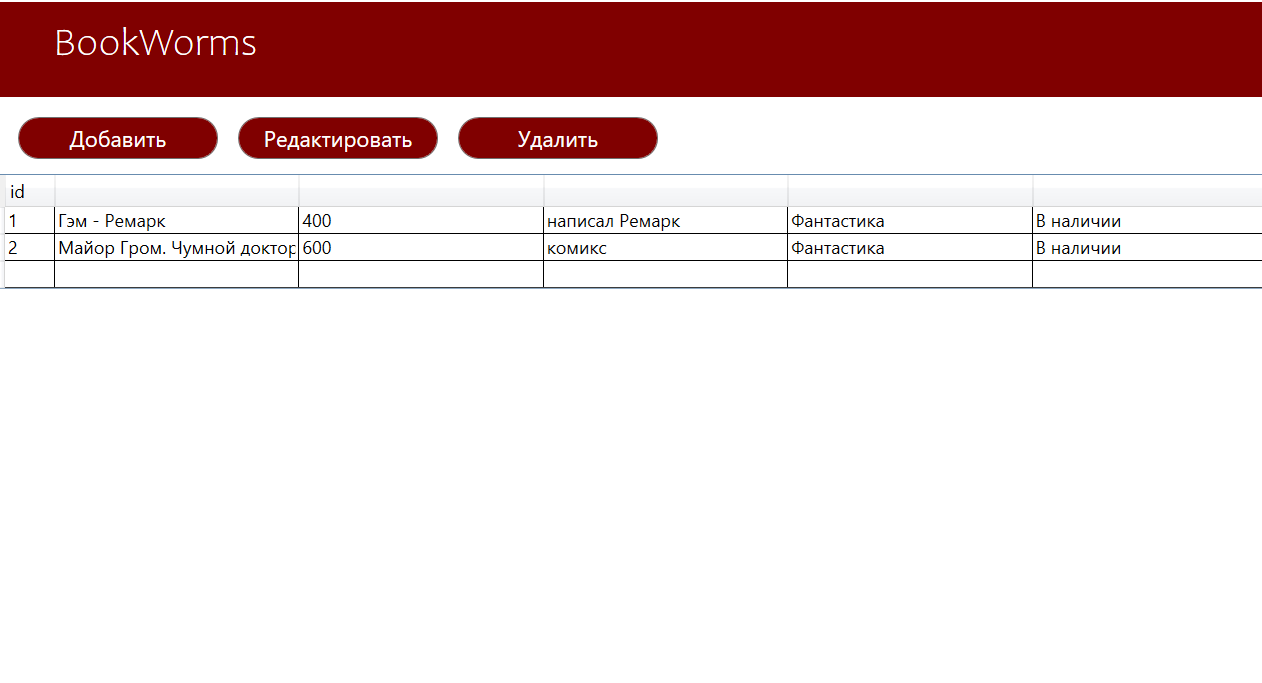 BookWorms
Добавить Редактировать Удалить
id
1 Гэм - Ремарк 400 написал Ремарк Фантастика В наличии
2 Майор Гром. Чумной доктор 600 комикс Фантастика В наличии